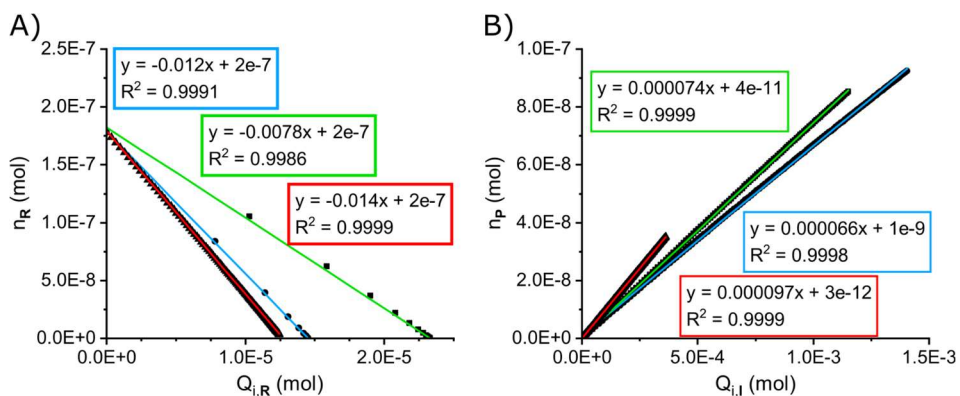 A)
2.5E-7
2.0E-7
1.5E-7
1.0E-7
5.0E-8
0.0E+0
n_R (mol)
y = -0.012x + 2e-7
R² = 0.9991
y = -0.0078x + 2e-7
R² = 0.9986
y = -0.014x + 2e-7
R² = 0.9999
0.0E+0 1.0E-5 2.0E-5
Q_i,R (mol)
B)
1.0E-7
8.0E-8
6.0E-8
4.0E-8
2.0E-8
0.0E+0
n_P (mol)
y = 0.000074x + 4e-11
R² = 0.9999
y = 0.000066x + 1e-9
R² = 0.9998
y = 0.000097x + 3e-12
R² = 0.9999
0.0E+0 5.0E-4 1.0E-3 1.5E-3
Q_i,I (mol)